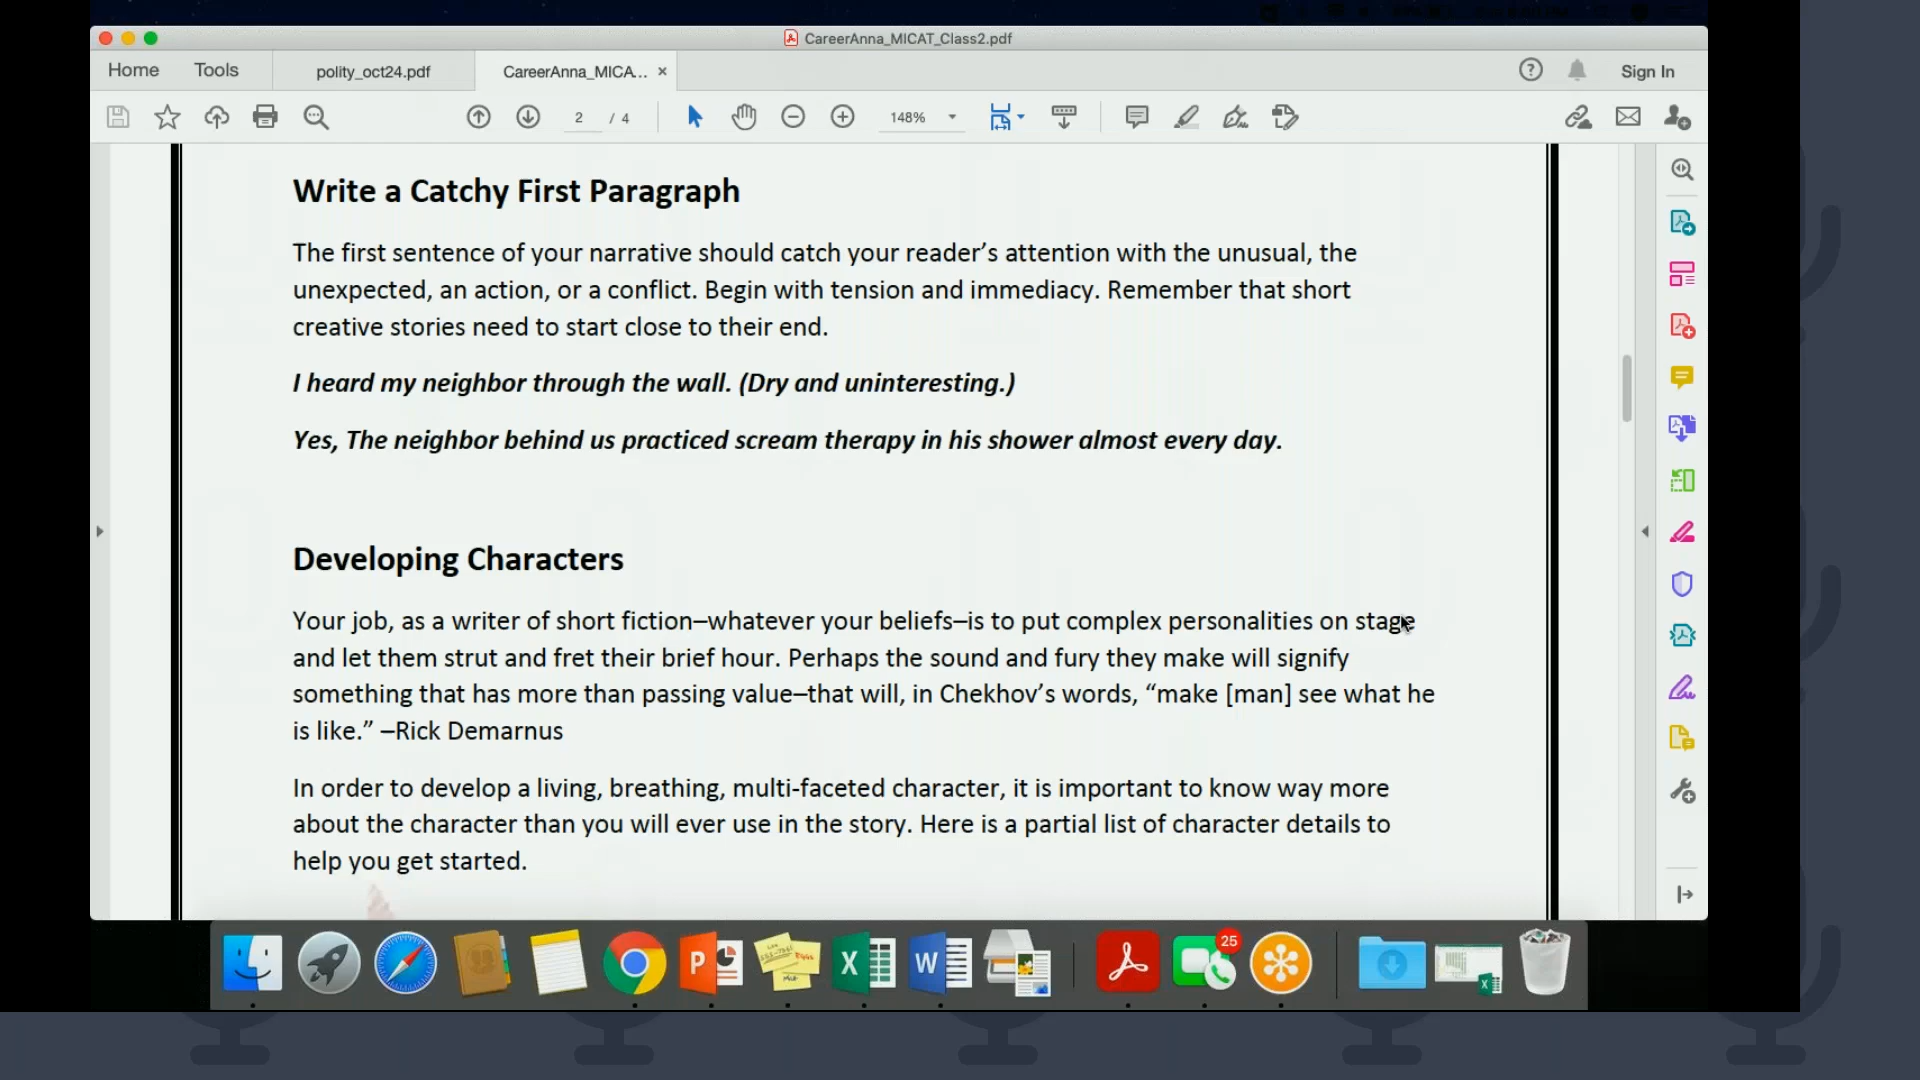 CareerAnna_MICAT_Class2.pdf
Home Tools polity_oct24.pdf CareerAnna_MICA... × Sign In
2 / 4 148%
Write a Catchy First Paragraph
The first sentence of your narrative should catch your reader’s attention with the unusual, the
unexpected, an action, or a conflict. Begin with tension and immediacy. Remember that short
creative stories need to start close to their end.
I heard my neighbor through the wall. (Dry and uninteresting.)
Yes, The neighbor behind us practiced scream therapy in his shower almost every day.
Developing Characters
Your job, as a writer of short fiction–whatever your beliefs–is to put complex personalities on stage
and let them strut and fret their brief hour. Perhaps the sound and fury they make will signify
something that has more than passing value–that will, in Chekhov’s words, “make [man] see what he
is like.” –Rick Demarnus
In order to develop a living, breathing, multi-faceted character, it is important to know way more
about the character than you will ever use in the story. Here is a partial list of character details to
help you get started.
25